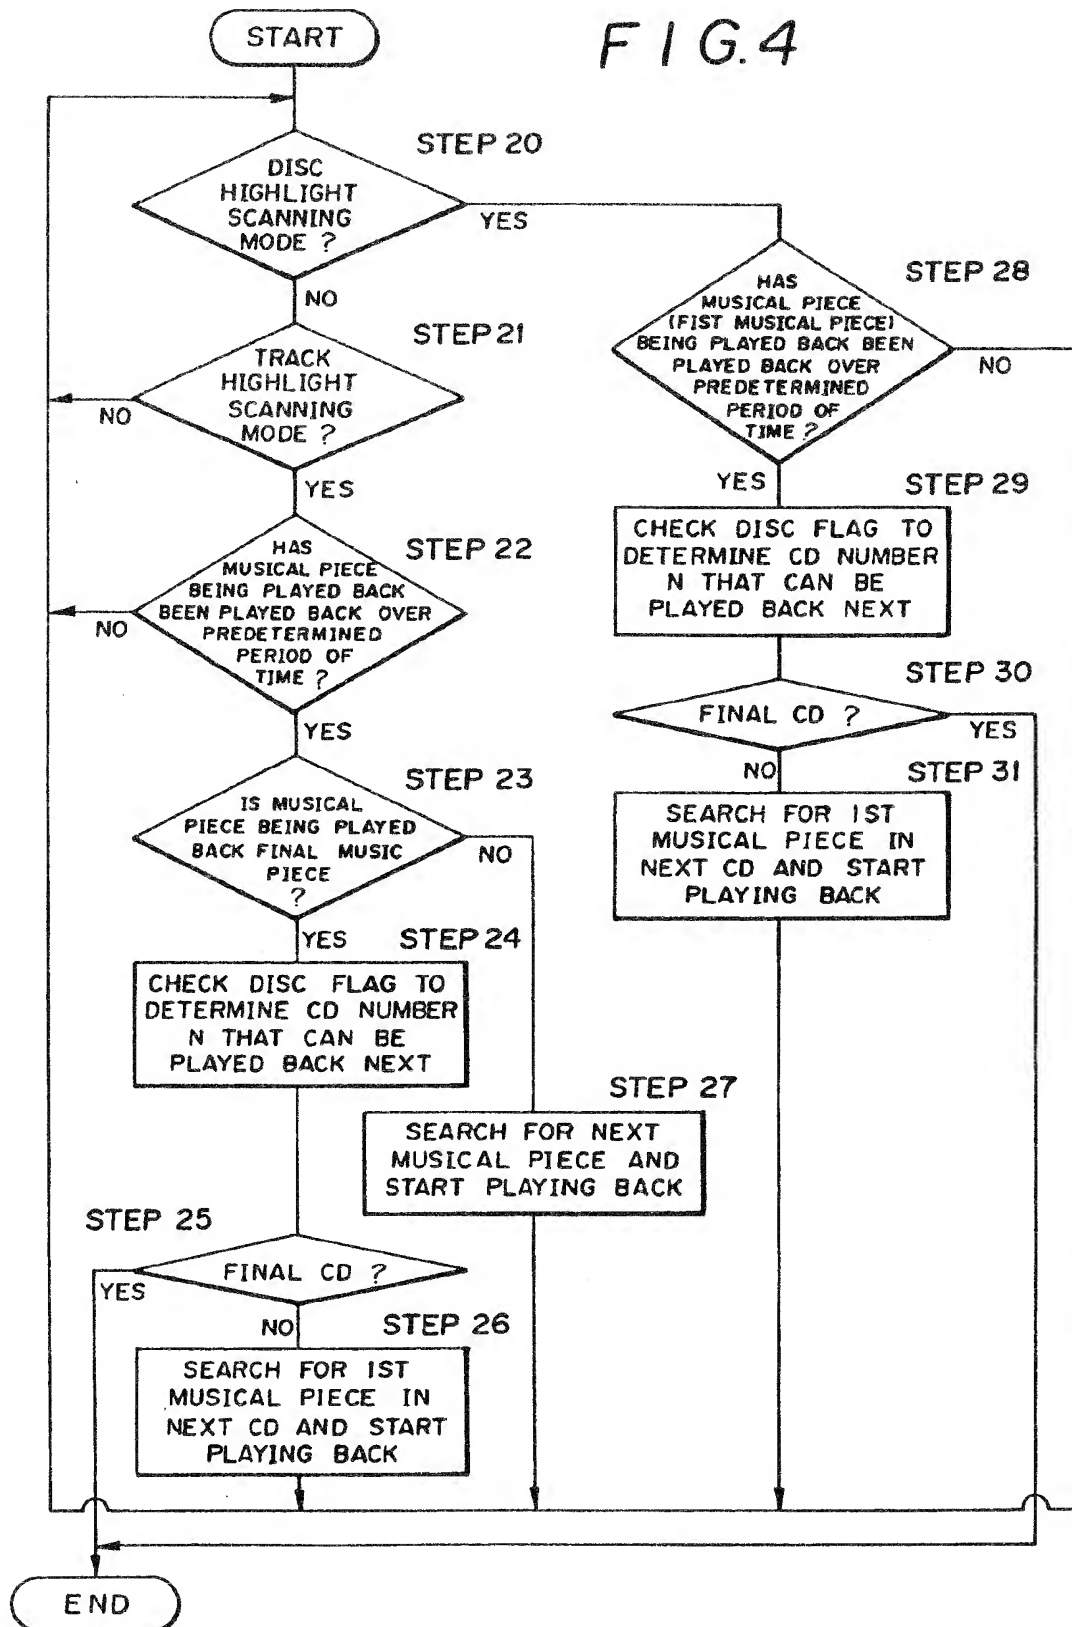 START
FIG.4
STEP 20
DISC
HIGHLIGHT
SCANNING
MODE ?
YES
NO
STEP 21
TRACK
HIGHLIGHT
SCANNING
MODE ?
NO
YES
STEP 22
HAS
MUSICAL PIECE
BEING PLAYED BACK
BEEN PLAYED BACK OVER
PREDETERMINED
PERIOD OF
TIME ?
NO
YES
STEP 23
IS MUSICAL
PIECE BEING PLAYED
BACK FINAL MUSIC
PIECE
?
NO
YES
STEP 24
CHECK DISC FLAG TO
DETERMINE CD NUMBER
N THAT CAN BE
PLAYED BACK NEXT
STEP 27
SEARCH FOR NEXT
MUSICAL PIECE AND
START PLAYING BACK
STEP 25
FINAL CD ?
YES
NO
STEP 26
SEARCH FOR 1ST
MUSICAL PIECE IN
NEXT CD AND START
PLAYING BACK
END
STEP 28
HAS
MUSICAL PIECE
(FIST MUSICAL PIECE)
BEING PLAYED BACK BEEN
PLAYED BACK OVER
PREDETERMINED
PERIOD OF
TIME ?
NO
YES
STEP 29
CHECK DISC FLAG TO
DETERMINE CD NUMBER
N THAT CAN BE
PLAYED BACK NEXT
STEP 30
FINAL CD ?
YES
NO
STEP 31
SEARCH FOR 1ST
MUSICAL PIECE IN
NEXT CD AND START
PLAYING BACK